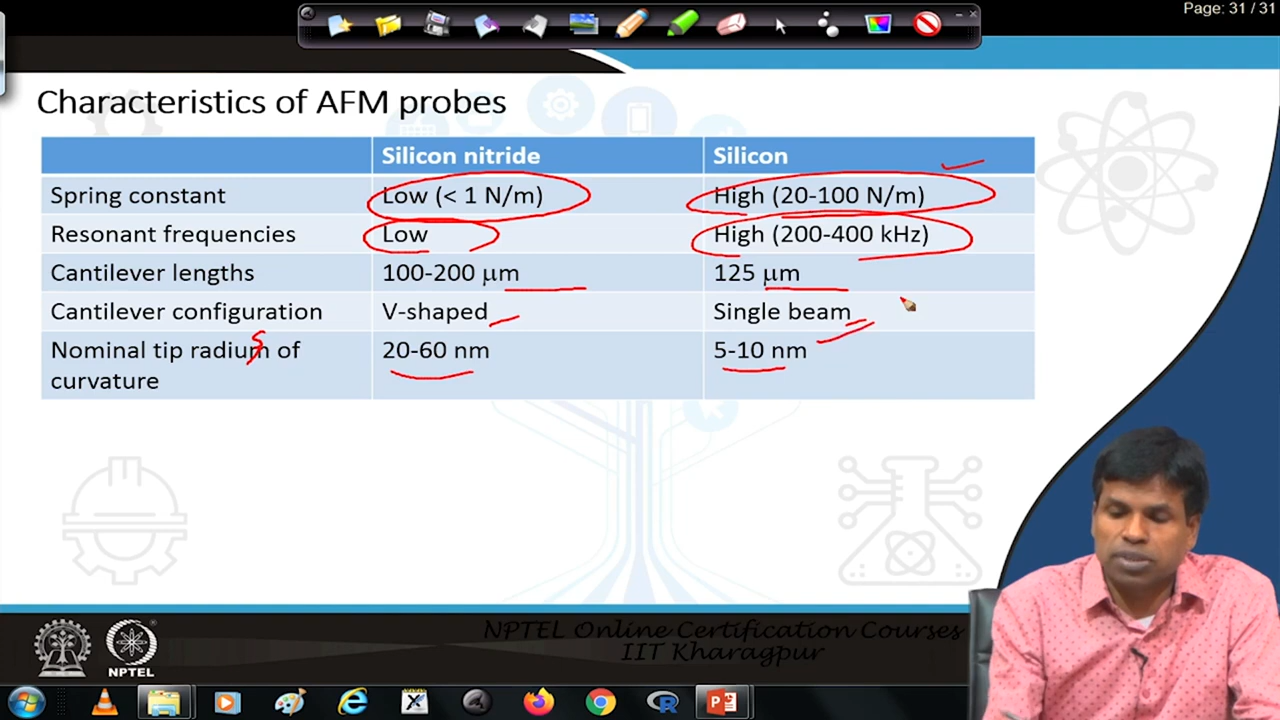 Page: 31 / 31
Characteristics of AFM probes
Silicon nitride Silicon
Spring constant Low (< 1 N/m) High (20-100 N/m)
Resonant frequencies Low High (200-400 kHz)
Cantilever lengths 100-200 μm 125 μm
Cantilever configuration V-shaped Single beam
Nominal tip radium of 20-60 nm 5-10 nm
curvature
s
NPTEL Online Certification Courses
IIT Kharagpur
NPTEL